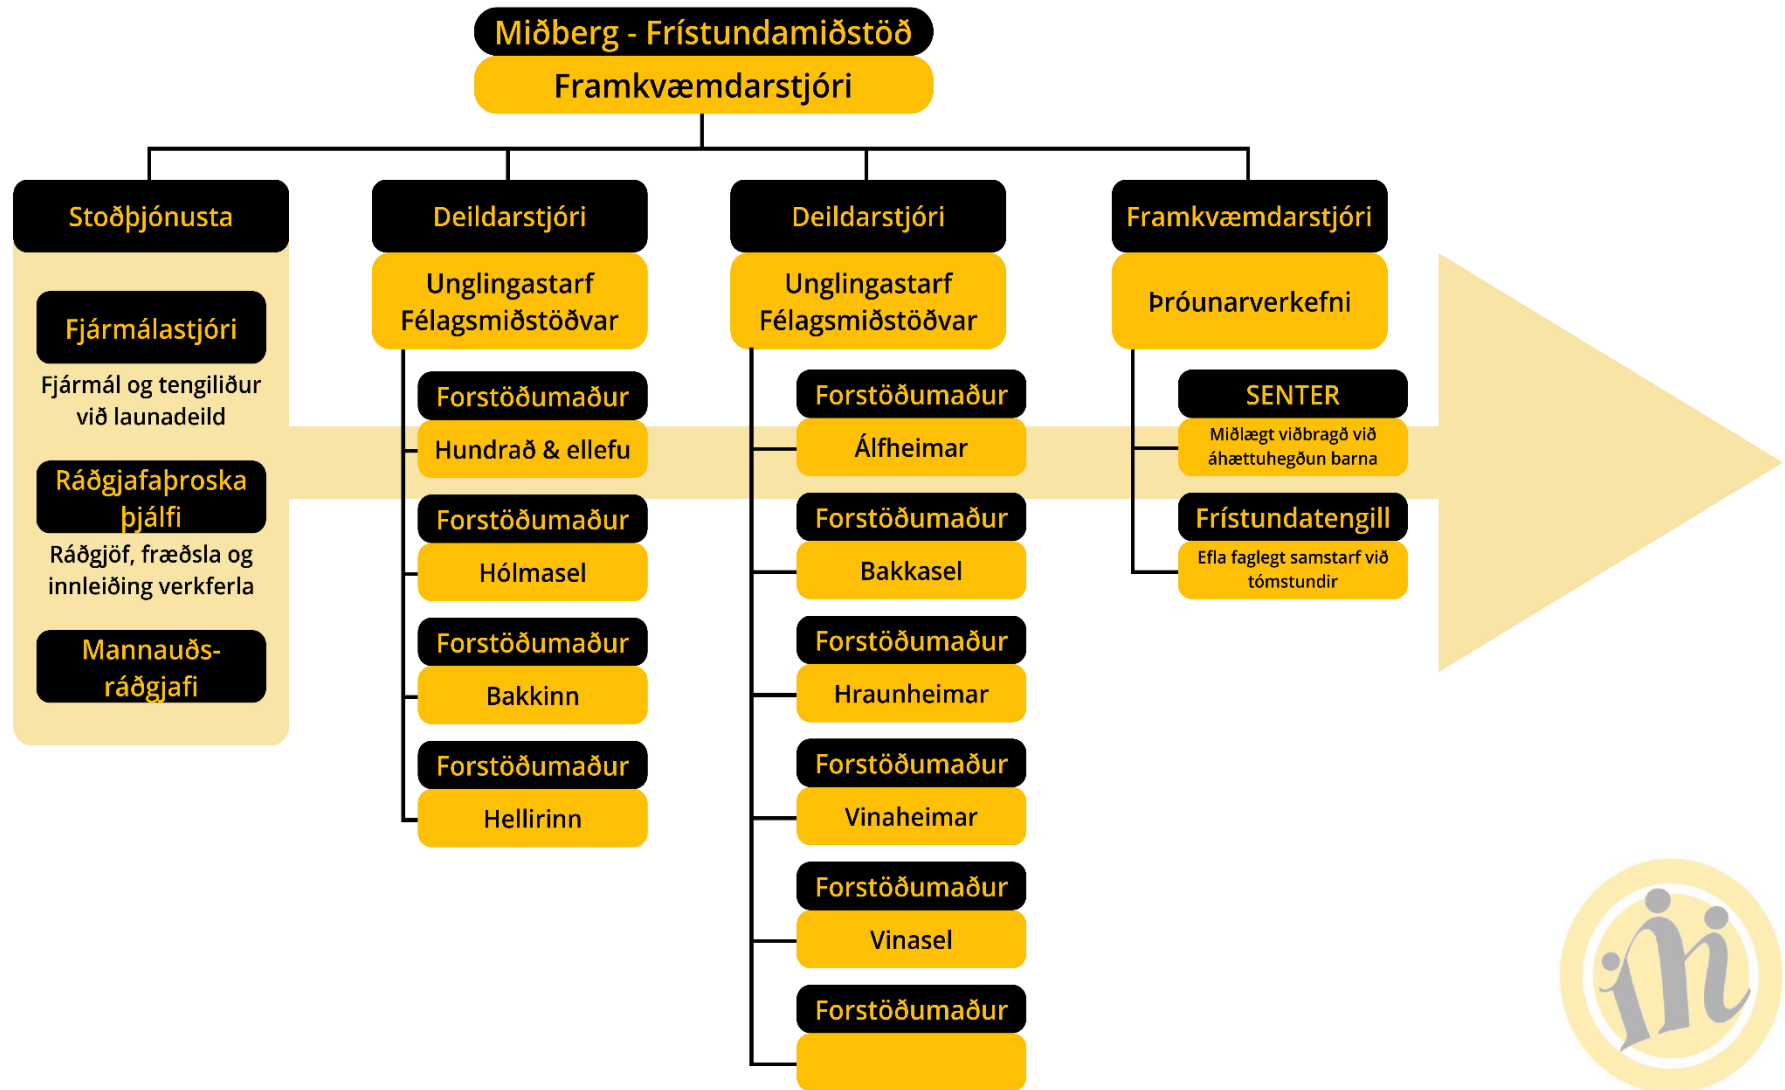 Miðberg - Frístundamiðstöð
Framkvæmdarstjóri
Stoðþjónusta
Fjármálastjóri
Fjármál og tengiliður
við launadeild
Ráðgjafaþroska
þjálfi
Ráðgjöf, fræðsla og
innleiðing verkferla
Mannauðs-
ráðgjafi
Deildarstjóri
Unglingastarf
Félagsmiðstöðvar
Forstöðumaður
Hundrað & ellefu
Forstöðumaður
Hólmasel
Forstöðumaður
Bakkinn
Forstöðumaður
Hellirinn
Deildarstjóri
Unglingastarf
Félagsmiðstöðvar
Forstöðumaður
Álfheimar
Forstöðumaður
Bakkasel
Forstöðumaður
Hraunheimar
Forstöðumaður
Vinaheimar
Forstöðumaður
Vinasel
Forstöðumaður
Framkvæmdarstjóri
Þróunarverkefni
SENTER
Miðlægt viðbragð við
áhættuhegðun barna
Frístundatengill
Efla faglegt samstarf við
tómstundir